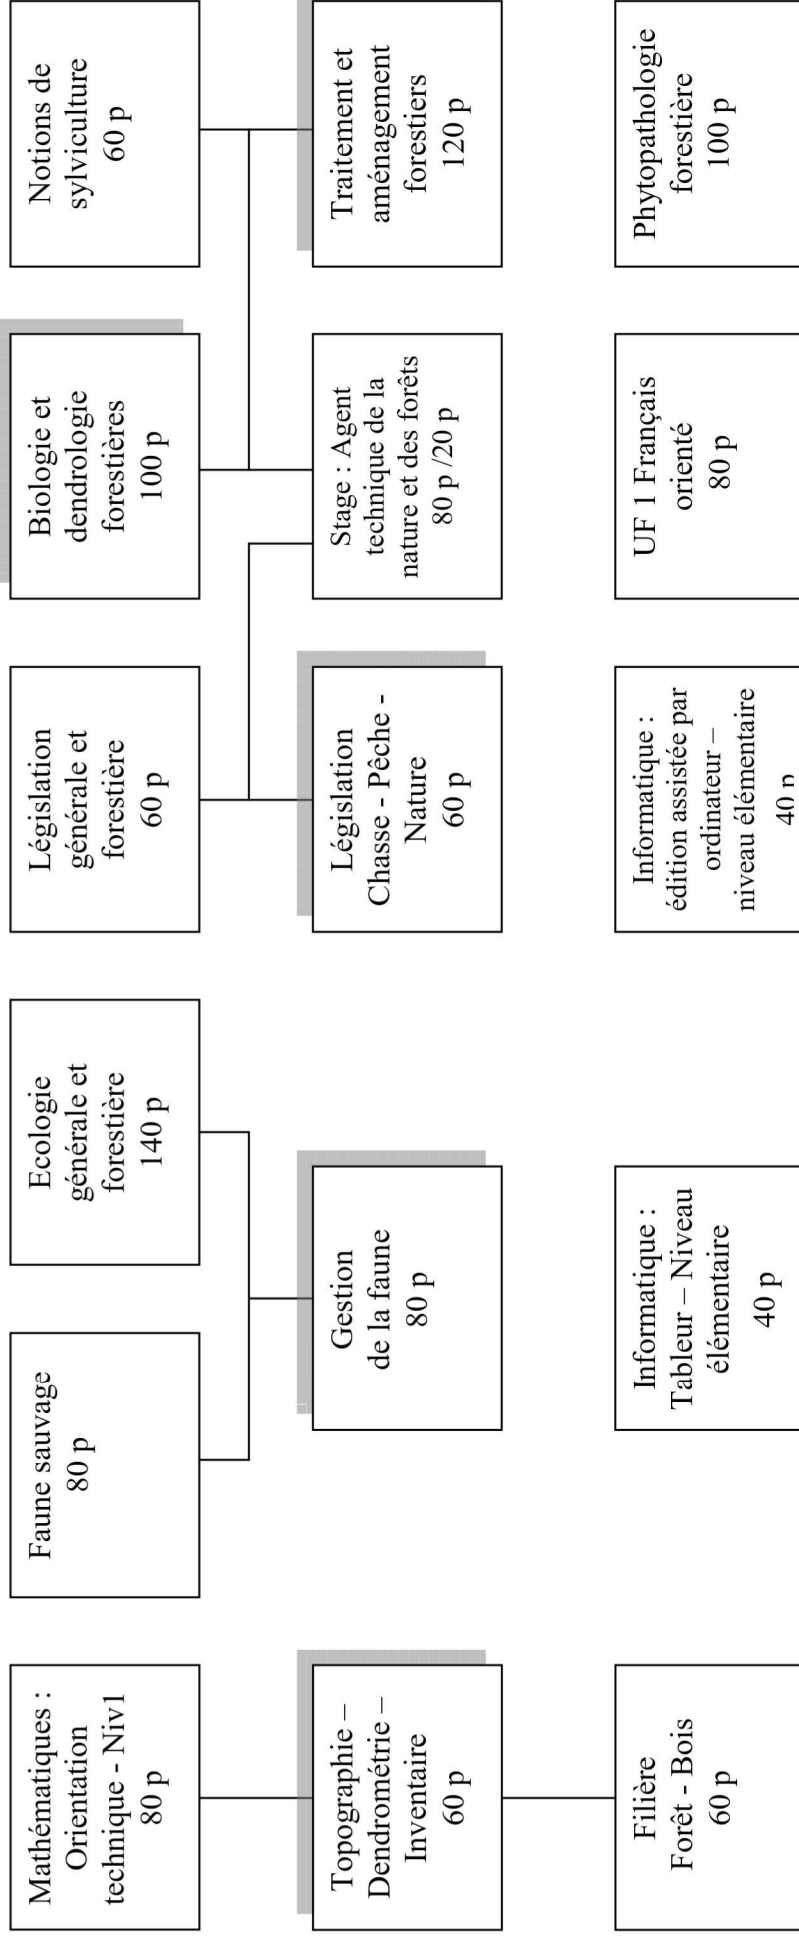 Mathématiques :
Orientation
technique - Niv1
80 p
Faune sauvage
80 p
Ecologie
générale et
forestière
140 p
Législation
générale et
forestière
60 p
Biologie et
dendrologie
forestières
100 p
Notions de
sylviculture
60 p
Topographie –
Dendrométrie –
Inventaire
60 p
Gestion
de la faune
80 p
Législation
Chasse - Pêche -
Nature
60 p
Stage : Agent
technique de la
nature et des forêts
80 p /20 p
Traitement et
aménagement
forestiers
120 p
Filière
Forêt - Bois
60 p
Informatique :
Tableur – Niveau
élémentaire
40 p
Informatique :
édition assistée par
ordinateur –
niveau élémentaire
40 p
UF 1 Français
orienté
80 p
Phytopathologie
forestière
100 p